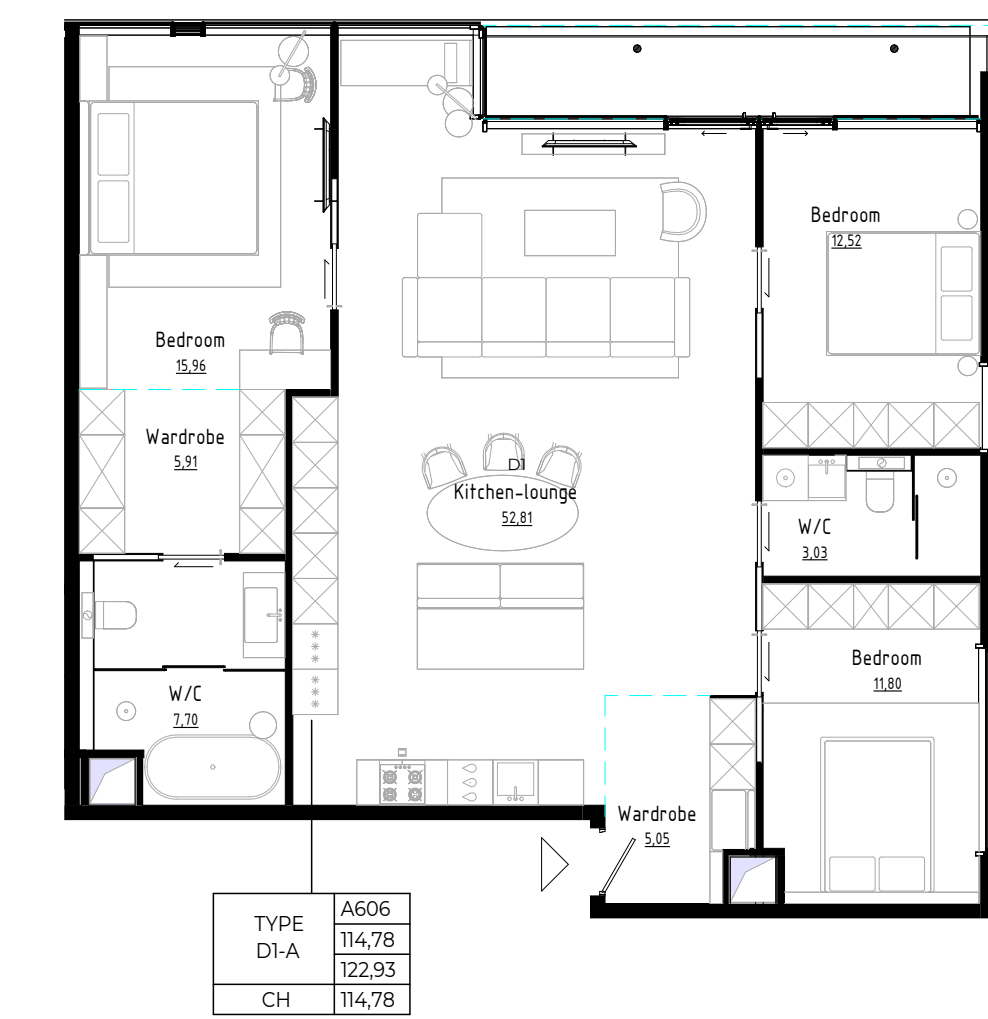 Bedroom
12,52
Bedroom
15,96
Wardrobe
5,91
D1
Kitchen-lounge
52,81
W/C
3,03
Bedroom
11,80
W/C
7,70
Wardrobe
5,05
TYPE
D1-A
A606
114,78
122,93
CH
114,78